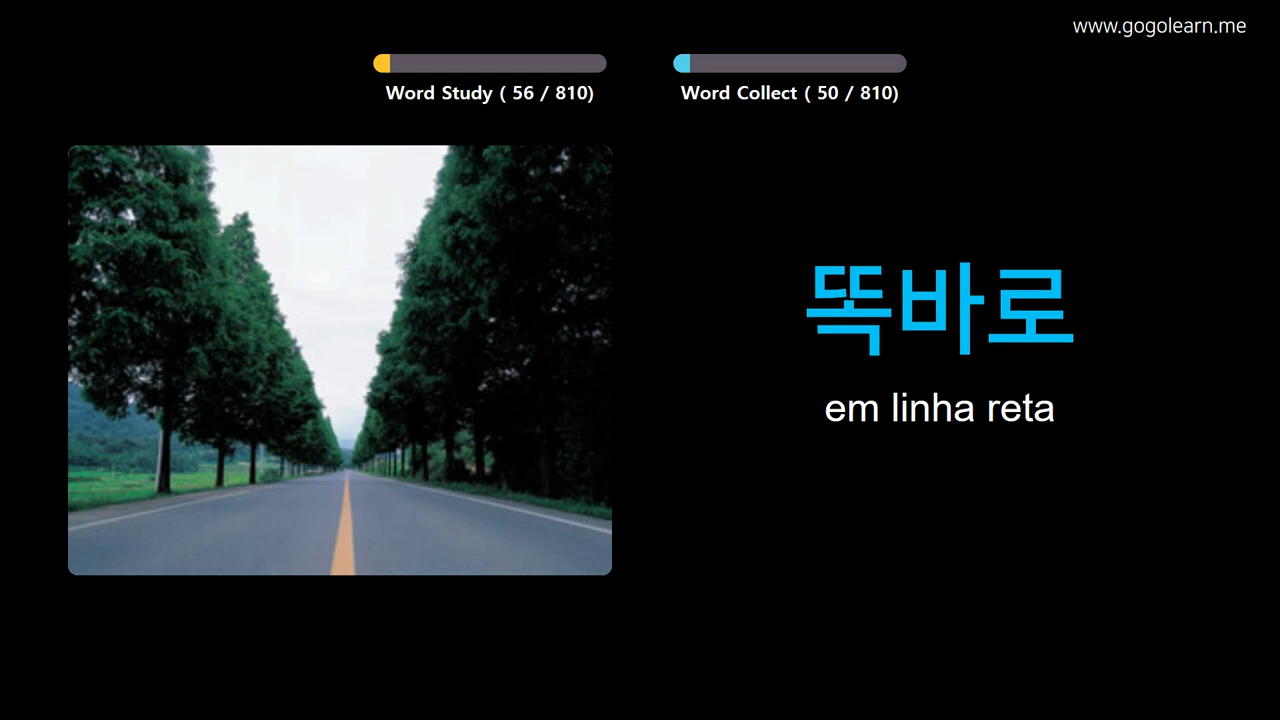 www.gogolearn.me
Word Study ( 56 / 810)
Word Collect ( 50 / 810)
똑바로
em linha reta